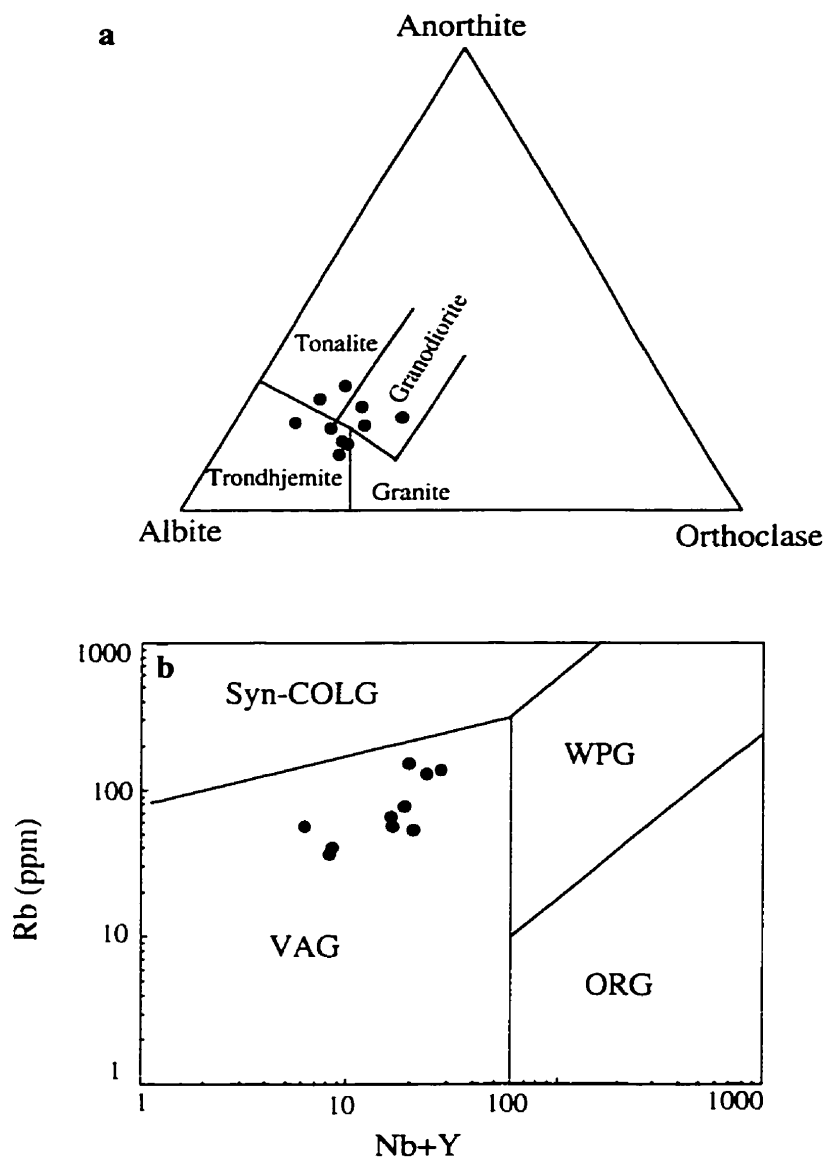 a
Anorthite
Tonalite
Granodiorite
Trondhjemite
Granite
Albite
Orthoclase
1000
b
Syn-COLG
WPG
100
Rb (ppm)
10
VAG
ORG
1
1
10
100
1000
Nb+Y